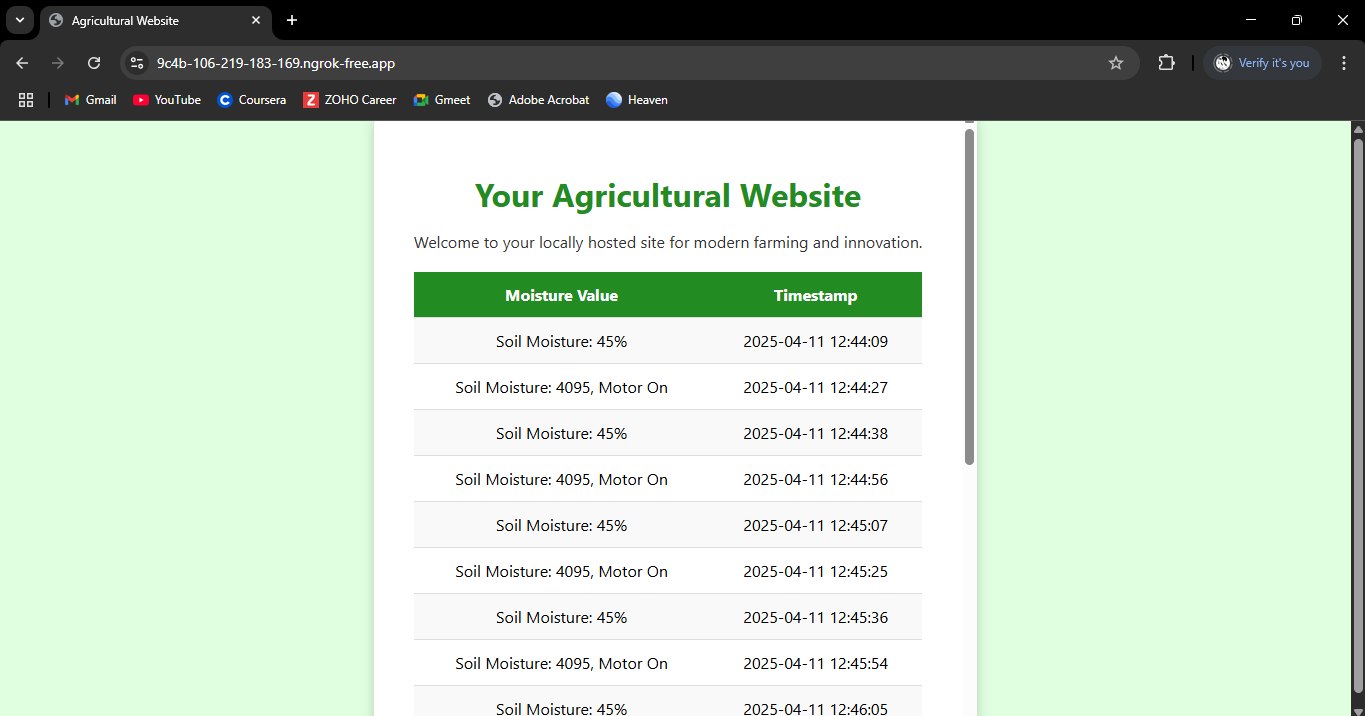 Agricultural Website
9c4b-106-219-183-169.ngrok-free.app
Verify it's you
Gmail YouTube Coursera ZOHO Career Gmeet Adobe Acrobat Heaven
Your Agricultural Website
Welcome to your locally hosted site for modern farming and innovation.
Moisture Value Timestamp
Soil Moisture: 45% 2025-04-11 12:44:09
Soil Moisture: 4095, Motor On 2025-04-11 12:44:27
Soil Moisture: 45% 2025-04-11 12:44:38
Soil Moisture: 4095, Motor On 2025-04-11 12:44:56
Soil Moisture: 45% 2025-04-11 12:45:07
Soil Moisture: 4095, Motor On 2025-04-11 12:45:25
Soil Moisture: 45% 2025-04-11 12:45:36
Soil Moisture: 4095, Motor On 2025-04-11 12:45:54
Soil Moisture: 45% 2025-04-11 12:46:05